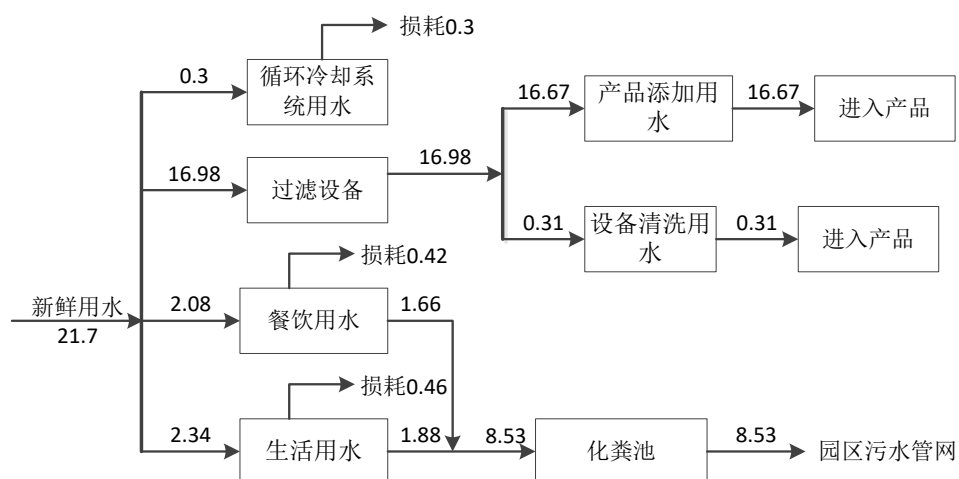 损耗0.3
0.3
循环冷却系
统用水
16.67
产品添加用
水
16.67
进入产品
16.98
过滤设备
16.98
0.31
设备清洗用
水
0.31
进入产品
损耗0.42
新鲜用水
21.7
2.08
餐饮用水
1.66
损耗0.46
2.34
生活用水
1.88
8.53
化粪池
8.53
园区污水管网